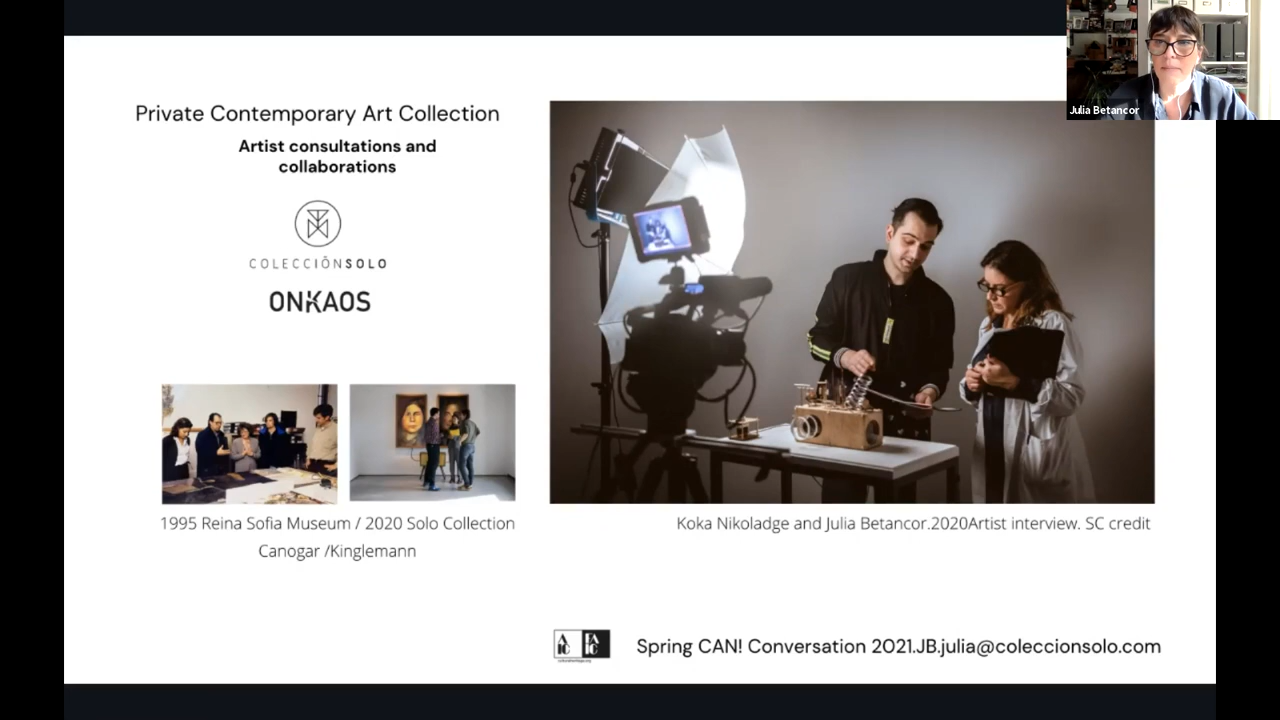 Julia Betancor
Private Contemporary Art Collection
Artist consultations and
collaborations
COLECCIÓNSOLO
ONKAOS
1995 Reina Sofia Museum / 2020 Solo Collection
Canogar /Kinglemann
Koka Nikoladge and Julia Betancor.2020Artist interview. SC credit
Spring CAN! Conversation 2021.JB.julia@coleccionsolo.com